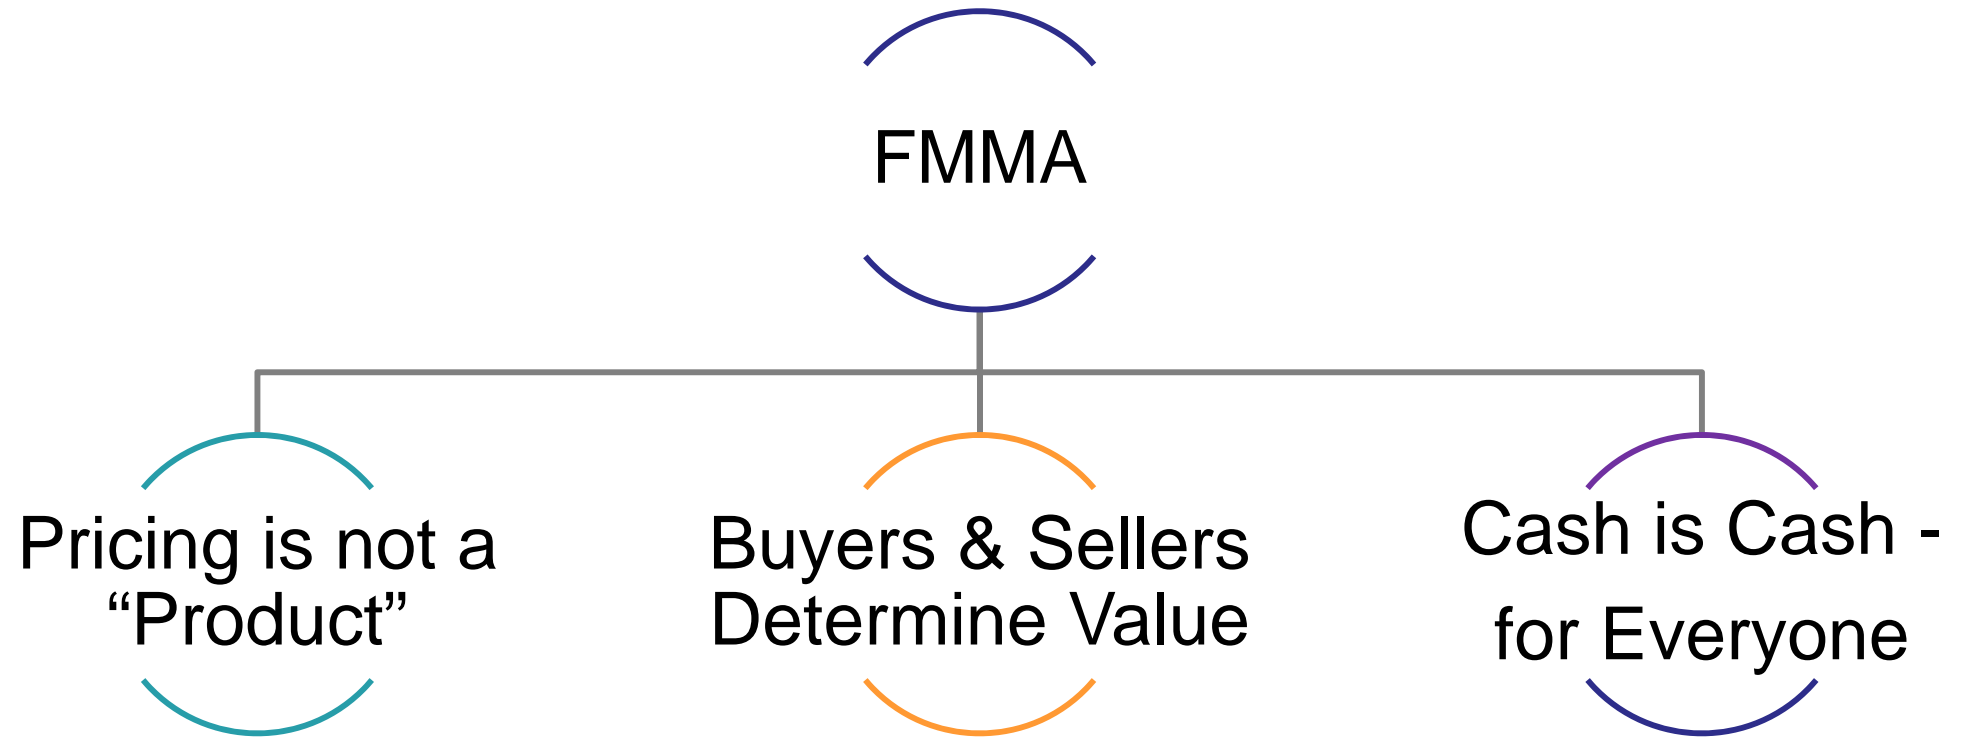 FMMA
Pricing is not a
“Product”
Buyers & Sellers
Determine Value
Cash is Cash -
for Everyone